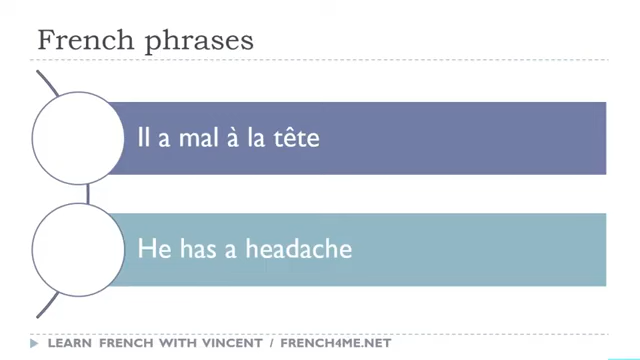 French phrases
Il a mal à la tête
He has a headache
LEARN FRENCH WITH VINCENT / FRENCH4ME.NET